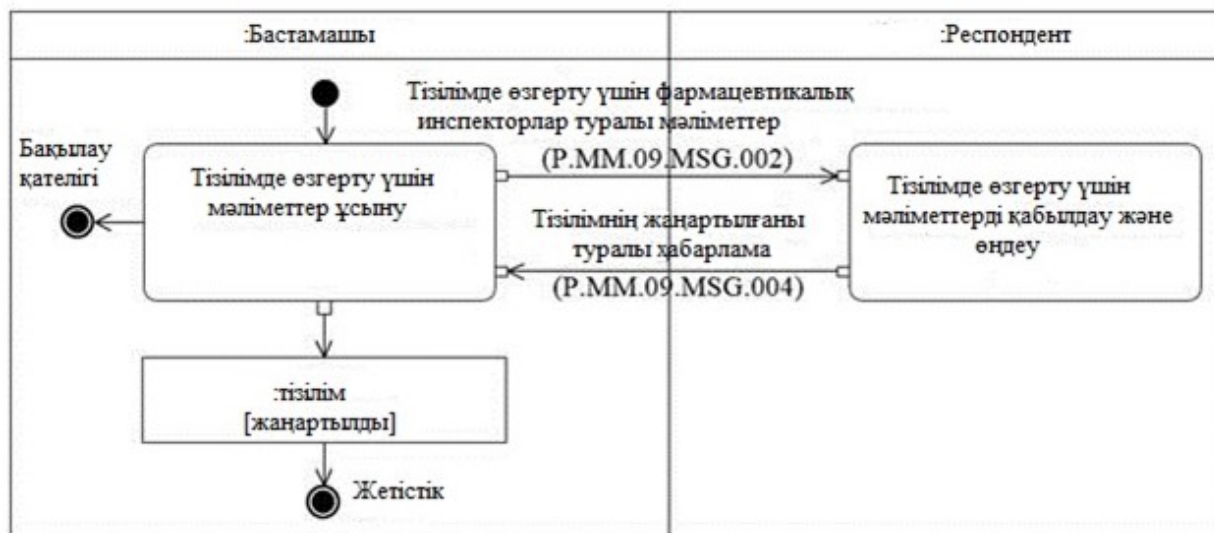 :Бастамашы
:Респондент
Тізілімде өзгерту үшін фармацевтикалық
инспекторлар туралы мәліметтер
(P.MM.09.MSG.002)
Бақылау
қателігі
Тізілімде өзгерту үшін
мәліметтер ұсыну
Тізілімде өзгерту үшін
мәліметтерді қабылдау және
өңдеу
Тізілімнің жаңартылғаны
туралы хабарлама
(P.MM.09.MSG.004)
:тізілім
[жаңартылды]
Жетістік